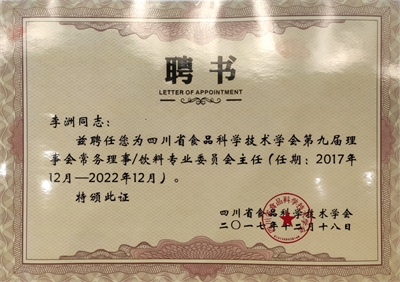 聘书
LETTER OF APPOINTMENT
李洲同志：
兹聘任您为四川省食品科学技术学会第九届理
事会常务理事/饮料专业委员会主任（任期：2017年
12月—2022年12月）。
特颁此证
四川省食品科学技术学会
二〇一七年十二月十八日